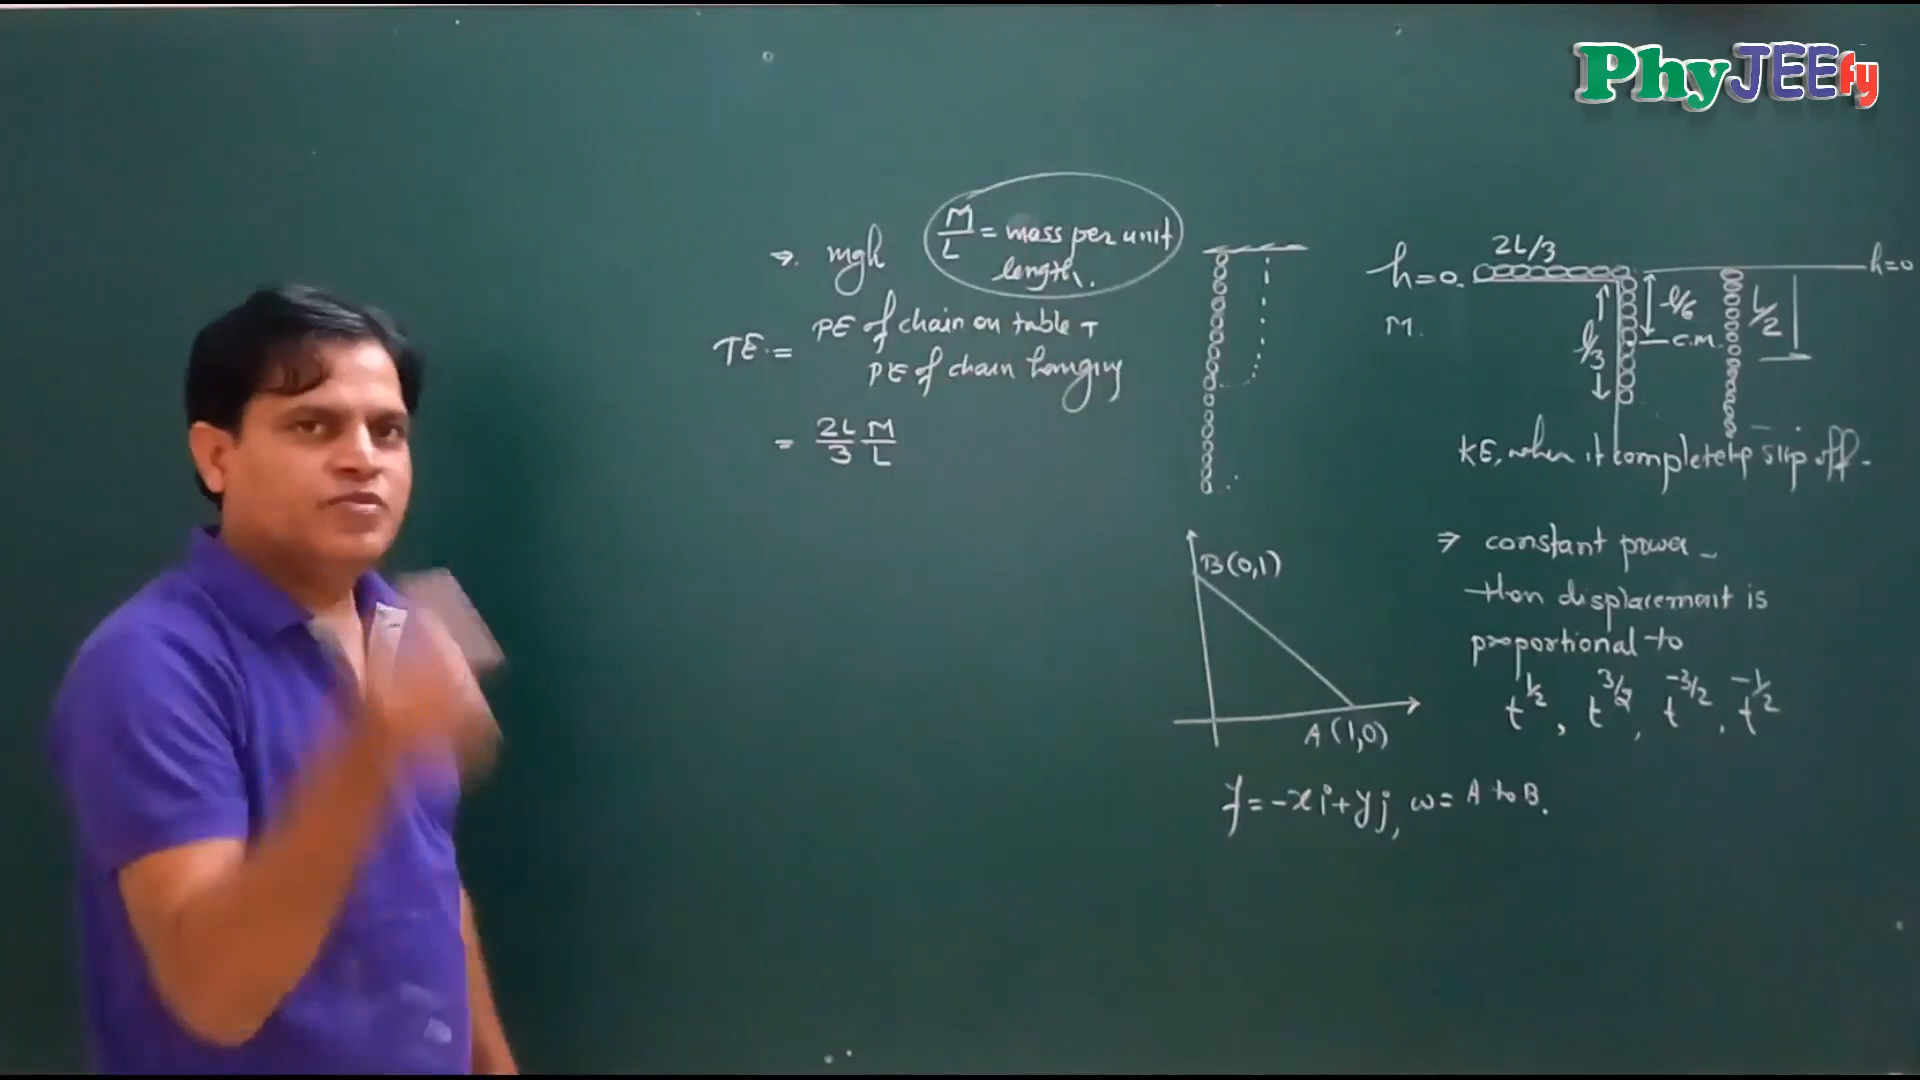 PhyJEEfy
⇒ mgh
M/L = mass per unit
length.
TE = PE of chain on table +
PE of chain hanging
= 2L/3 M/L
2L/3
h=0
h=0
M.
l/3
l/6
C.M.
L/2
KE, when it completely slip off.
⇒ constant power
then displacement is
proportional to
t^1/2, t^3/2, t^-3/2, t^-1/2
B(0,1)
A(1,0)
f = -xi+yj, w = A to B.